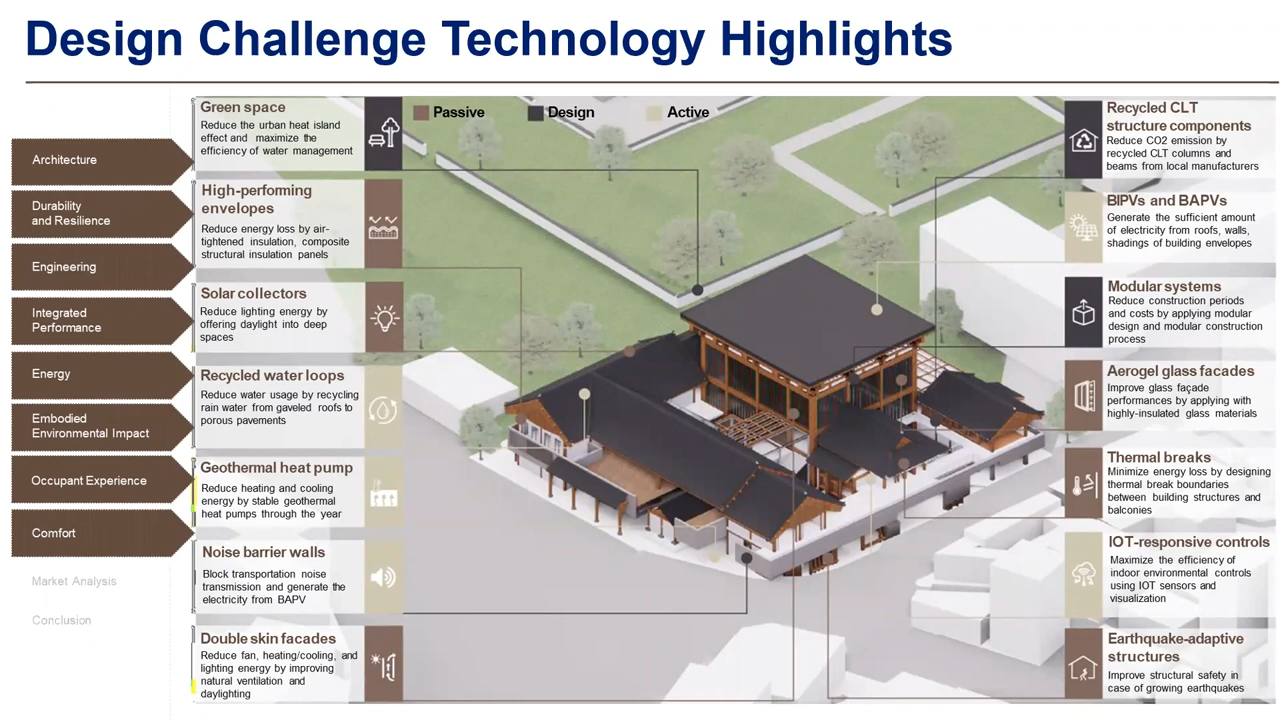 Design Challenge Technology Highlights
Passive
Design
Active
Architecture
Durability
and Resilience
Engineering
Integrated
Performance
Energy
Embodied
Environmental Impact
Occupant Experience
Comfort
Market Analysis
Conclusion
Green space
Reduce the urban heat island
effect and maximize the
efficiency of water management
High-performing
envelopes
Reduce energy loss by air-
tightened insulation, composite
structural insulation panels
Solar collectors
Reduce lighting energy by
offering daylight into deep
spaces
Recycled water loops
Reduce water usage by recycling
rain water from gaveled roofs to
porous pavements
Geothermal heat pump
Reduce heating and cooling
energy by stable geothermal
heat pumps through the year
Noise barrier walls
Block transportation noise
transmission and generate the
electricity from BAPV
Double skin facades
Reduce fan, heating/cooling, and
lighting energy by improving
natural ventilation and
daylighting
Recycled CLT
structure components
Reduce CO2 emission by
recycled CLT columns and
beams from local manufacturers
BIPVs and BAPVs
Generate the sufficient amount
of electricity from roofs, walls,
shadings of building envelopes
Modular systems
Reduce construction periods
and costs by applying modular
design and modular construction
process
Aerogel glass facades
Improve glass façade
performances by applying with
highly-insulated glass materials
Thermal breaks
Minimize energy loss by designing
thermal break boundaries
between building structures and
balconies
IOT-responsive controls
Maximize the efficiency of
indoor environmental controls
using IOT sensors and
visualization
Earthquake-adaptive
structures
Improve structural safety in
case of growing earthquakes